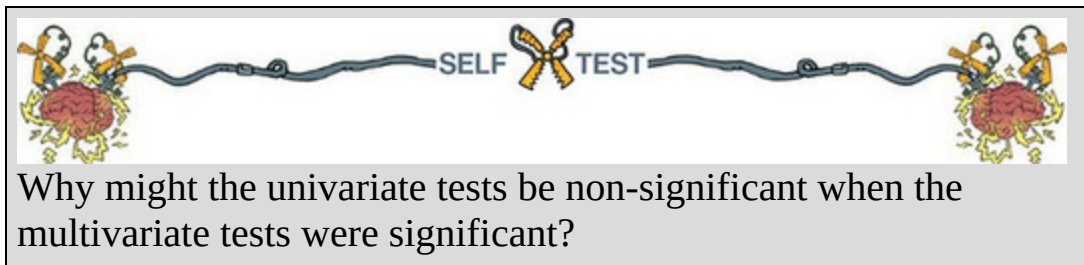 SELF TEST
Why might the univariate tests be non-significant when the
multivariate tests were significant?